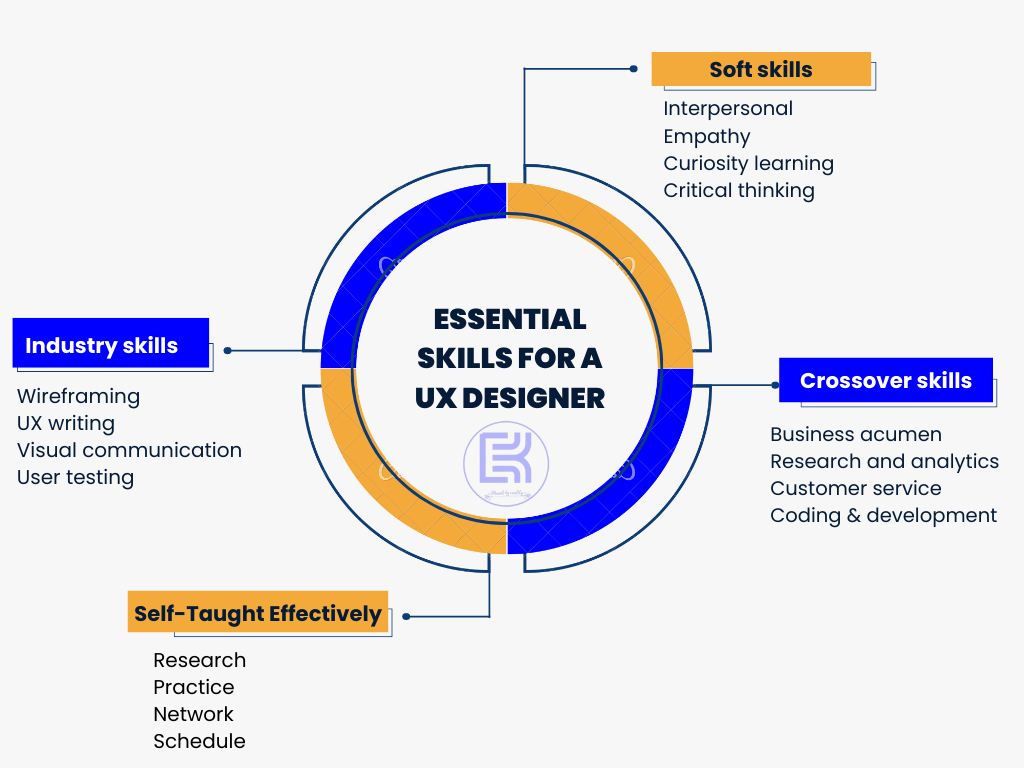 ESSENTIAL
SKILLS FOR A
UX DESIGNER
Soft skills
Interpersonal
Empathy
Curiosity learning
Critical thinking
Industry skills
Wireframing
UX writing
Visual communication
User testing
Crossover skills
Business acumen
Research and analytics
Customer service
Coding & development
Self-Taught Effectively
Research
Practice
Network
Schedule